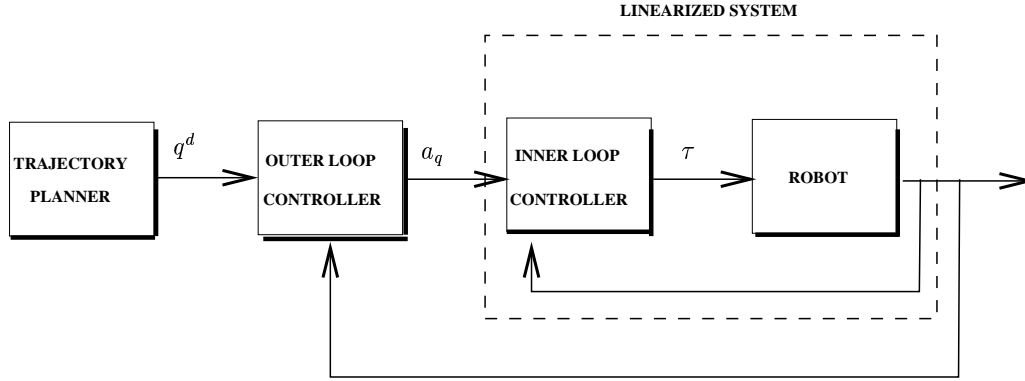 LINEARIZED SYSTEM
TRAJECTORY
PLANNER
q^d
OUTER LOOP
CONTROLLER
a_q
INNER LOOP
CONTROLLER
τ
ROBOT